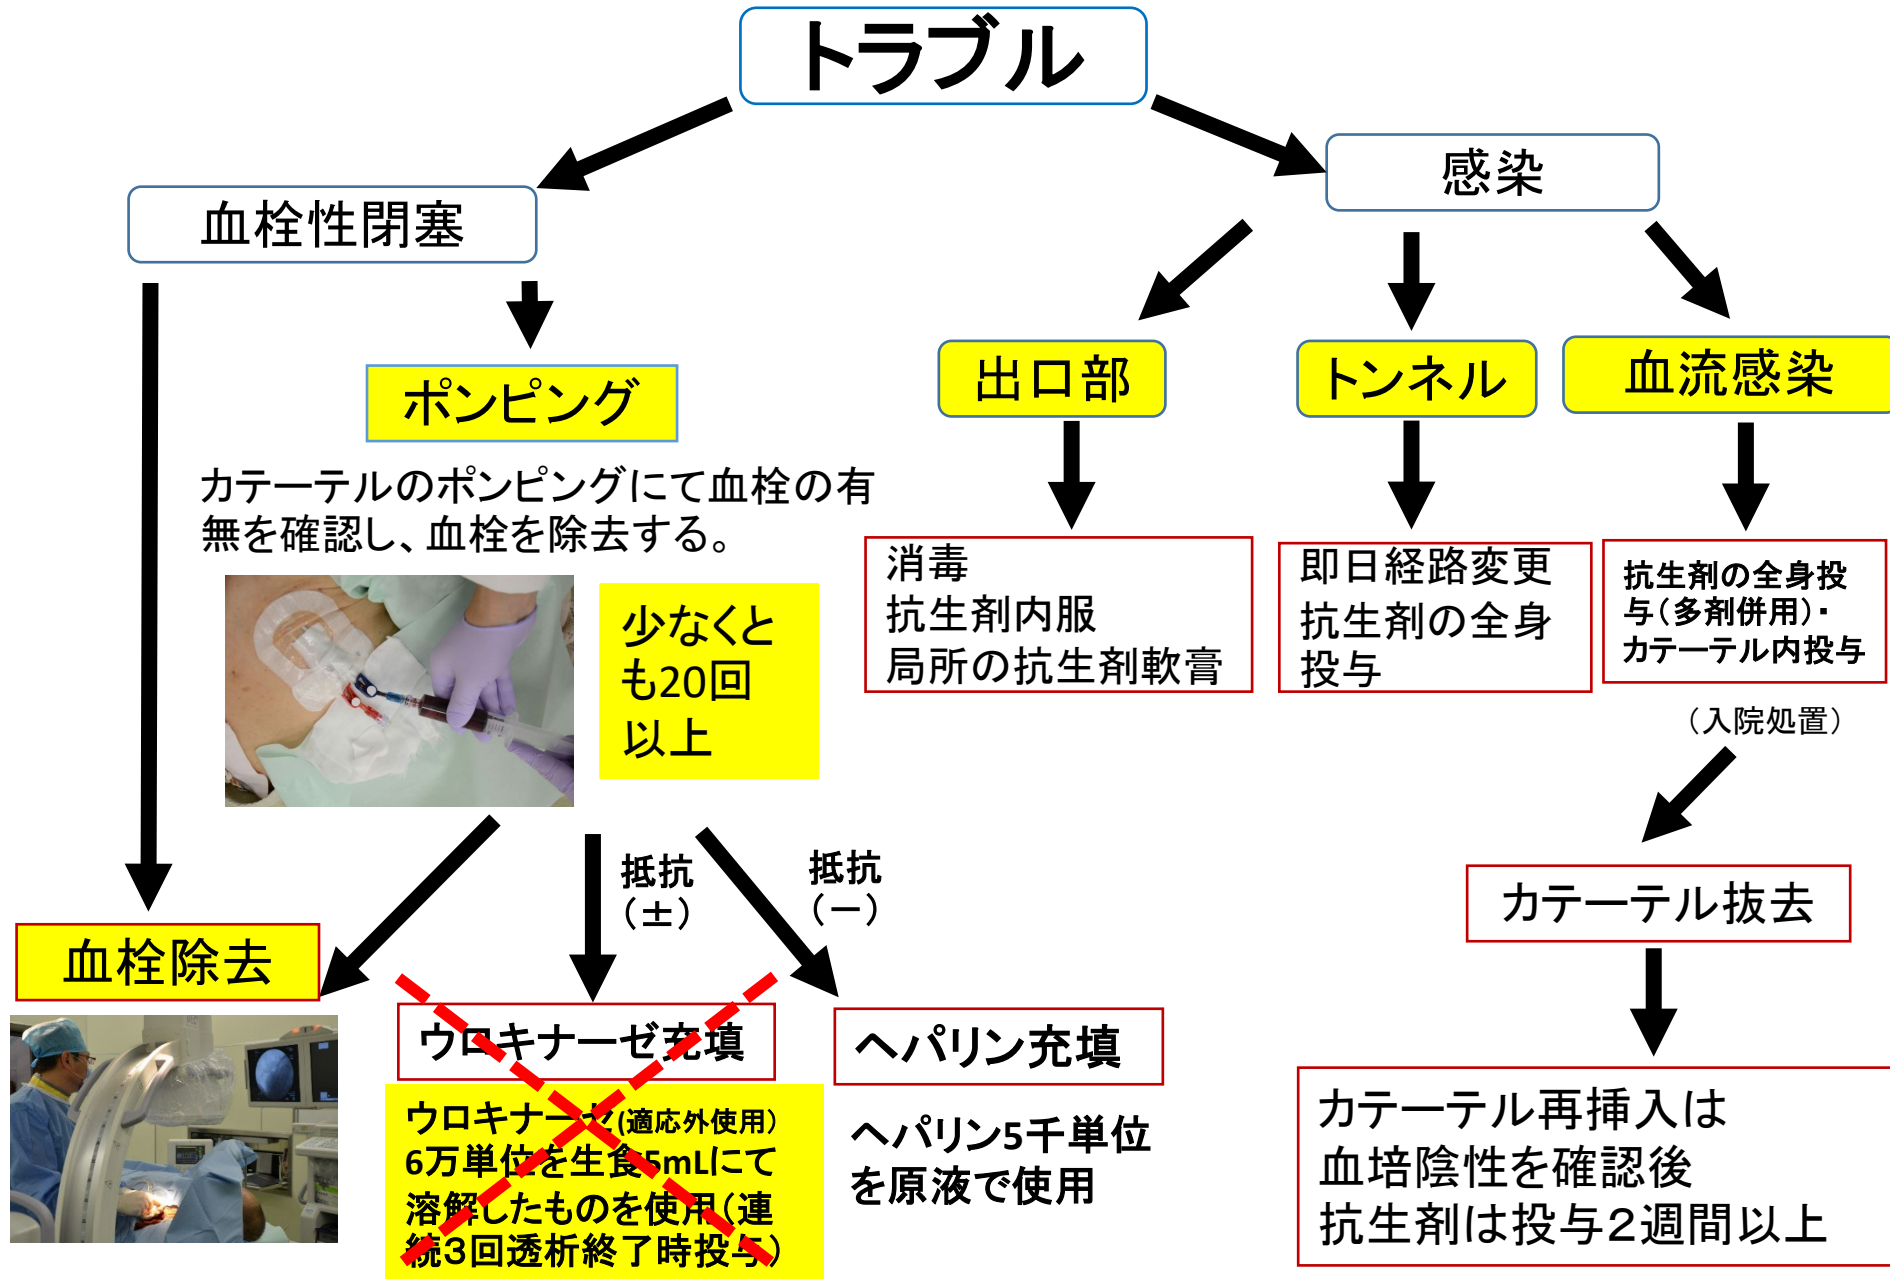 トラブル
血栓性閉塞
ポンピング
カテーテルのポンピングにて血栓の有
無を確認し、血栓を除去する。
少なくと
も20回
以上
抵抗
（±）
抵抗
（－）
血栓除去
ウロキナーゼ充填
ウロキナーゼ(適応外使用)
6万単位を生食5mLにて
溶解したものを使用(連
続3回透析終了時投与)
ヘパリン充填
ヘパリン5千単位
を原液で使用
感染
出口部
消毒
抗生剤内服
局所の抗生剤軟膏
トンネル
即日経路変更
抗生剤の全身
投与
血流感染
抗生剤の全身投
与（多剤併用）・
カテーテル内投与
（入院処置）
カテーテル抜去
カテーテル再挿入は
血培陰性を確認後
抗生剤は投与２週間以上